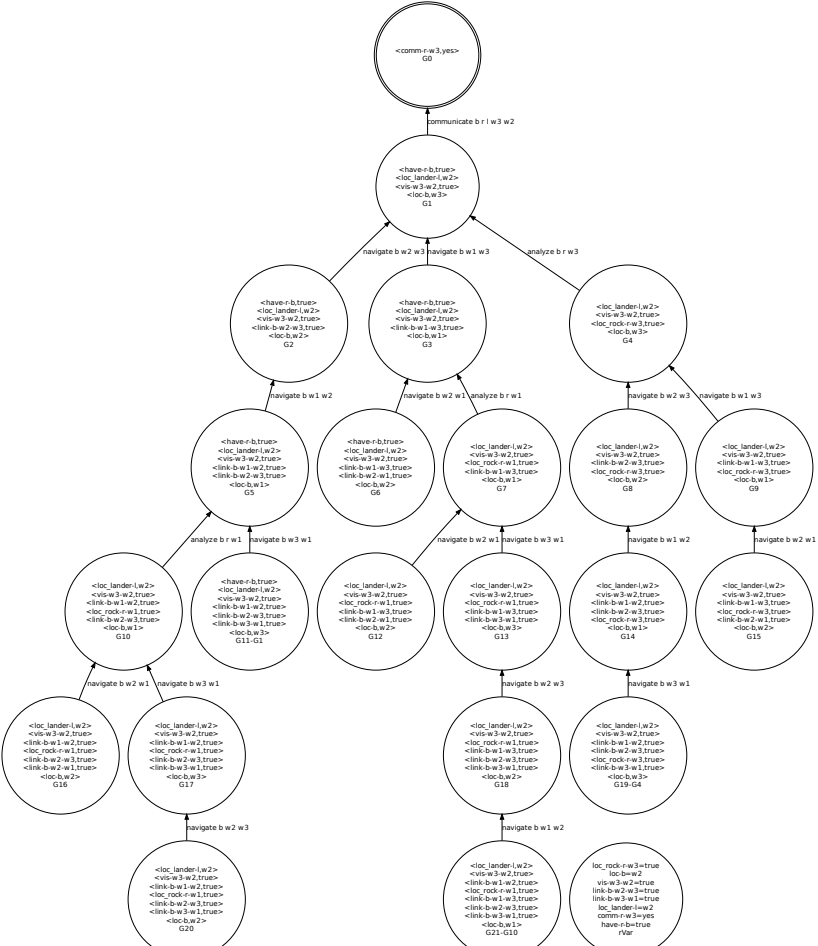 <comm-r-w3,yes>
G0
communicate b r l w3 w2
<have-r-b,true>
<loc_lander-l,w2>
<vis-w3-w2,true>
<loc-b,w3>
G1
navigate b w2 w3
navigate b w1 w3
analyze b r w3
<have-r-b,true>
<loc_lander-l,w2>
<vis-w3-w2,true>
<link-b-w2-w3,true>
<loc-b,w2>
G2
<have-r-b,true>
<loc_lander-l,w2>
<vis-w3-w2,true>
<link-b-w1-w3,true>
<loc-b,w1>
G3
<loc_lander-l,w2>
<vis-w3-w2,true>
<loc_rock-r-w3,true>
<loc-b,w3>
G4
navigate b w1 w2
navigate b w2 w1
analyze b r w1
navigate b w2 w3
navigate b w1 w3
<have-r-b,true>
<loc_lander-l,w2>
<vis-w3-w2,true>
<link-b-w1-w2,true>
<link-b-w2-w3,true>
<loc-b,w1>
G5
<have-r-b,true>
<loc_lander-l,w2>
<vis-w3-w2,true>
<link-b-w1-w3,true>
<link-b-w2-w1,true>
<loc-b,w2>
G6
<loc_lander-l,w2>
<vis-w3-w2,true>
<loc_rock-r-w1,true>
<link-b-w1-w3,true>
<loc-b,w1>
G7
<loc_lander-l,w2>
<vis-w3-w2,true>
<link-b-w2-w3,true>
<loc_rock-r-w3,true>
<loc-b,w2>
G8
<loc_lander-l,w2>
<vis-w3-w2,true>
<link-b-w1-w3,true>
<loc_rock-r-w3,true>
<loc-b,w1>
G9
analyze b r w1
navigate b w3 w1
navigate b w2 w1
navigate b w3 w1
navigate b w1 w2
navigate b w2 w1
<loc_lander-l,w2>
<vis-w3-w2,true>
<link-b-w1-w2,true>
<loc_rock-r-w1,true>
<link-b-w2-w3,true>
<loc-b,w1>
G10
<have-r-b,true>
<loc_lander-l,w2>
<vis-w3-w2,true>
<link-b-w1-w2,true>
<link-b-w2-w3,true>
<link-b-w3-w1,true>
<loc-b,w3>
G11-G1
<loc_lander-l,w2>
<vis-w3-w2,true>
<loc_rock-r-w1,true>
<link-b-w1-w3,true>
<link-b-w2-w1,true>
<loc-b,w2>
G12
<loc_lander-l,w2>
<vis-w3-w2,true>
<loc_rock-r-w1,true>
<link-b-w1-w3,true>
<link-b-w3-w1,true>
<loc-b,w3>
G13
<loc_lander-l,w2>
<vis-w3-w2,true>
<link-b-w1-w2,true>
<link-b-w2-w3,true>
<loc_rock-r-w3,true>
<loc-b,w1>
G14
<loc_lander-l,w2>
<vis-w3-w2,true>
<link-b-w1-w3,true>
<loc_rock-r-w3,true>
<link-b-w2-w1,true>
<loc-b,w2>
G15
navigate b w2 w1
navigate b w3 w1
navigate b w2 w3
navigate b w3 w1
<loc_lander-l,w2>
<vis-w3-w2,true>
<link-b-w1-w2,true>
<loc_rock-r-w1,true>
<link-b-w2-w3,true>
<link-b-w2-w1,true>
<loc-b,w2>
G16
<loc_lander-l,w2>
<vis-w3-w2,true>
<link-b-w1-w2,true>
<loc_rock-r-w1,true>
<link-b-w2-w3,true>
<link-b-w3-w1,true>
<loc-b,w3>
G17
<loc_lander-l,w2>
<vis-w3-w2,true>
<loc_rock-r-w1,true>
<link-b-w1-w3,true>
<link-b-w2-w3,true>
<link-b-w3-w1,true>
<loc-b,w2>
G18
<loc_lander-l,w2>
<vis-w3-w2,true>
<link-b-w1-w2,true>
<link-b-w2-w3,true>
<loc_rock-r-w3,true>
<link-b-w3-w1,true>
<loc-b,w3>
G19-G4
navigate b w2 w3
navigate b w1 w2
<loc_lander-l,w2>
<vis-w3-w2,true>
<link-b-w1-w2,true>
<loc_rock-r-w1,true>
<link-b-w2-w3,true>
<link-b-w3-w1,true>
<loc-b,w2>
G20
<loc_lander-l,w2>
<vis-w3-w2,true>
<link-b-w1-w2,true>
<loc_rock-r-w1,true>
<link-b-w1-w3,true>
<link-b-w2-w3,true>
<link-b-w3-w1,true>
<loc-b,w1>
G21-G10
loc_rock-r-w3=true
loc-b=w2
vis-w3-w2=true
link-b-w2-w3=true
link-b-w3-w1=true
loc_lander-l=w2
comm-r-w3=yes
have-r-b=true
rVar